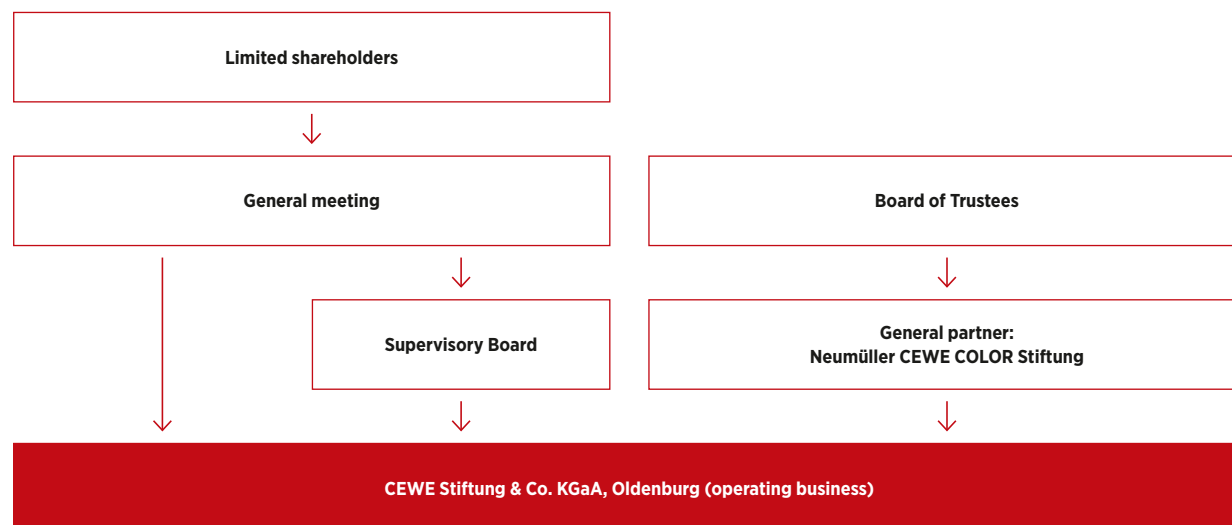 Limited shareholders
General meeting
Board of Trustees
Supervisory Board
General partner:
Neumüller CEWE COLOR Stiftung
CEWE Stiftung & Co. KGaA, Oldenburg (operating business)